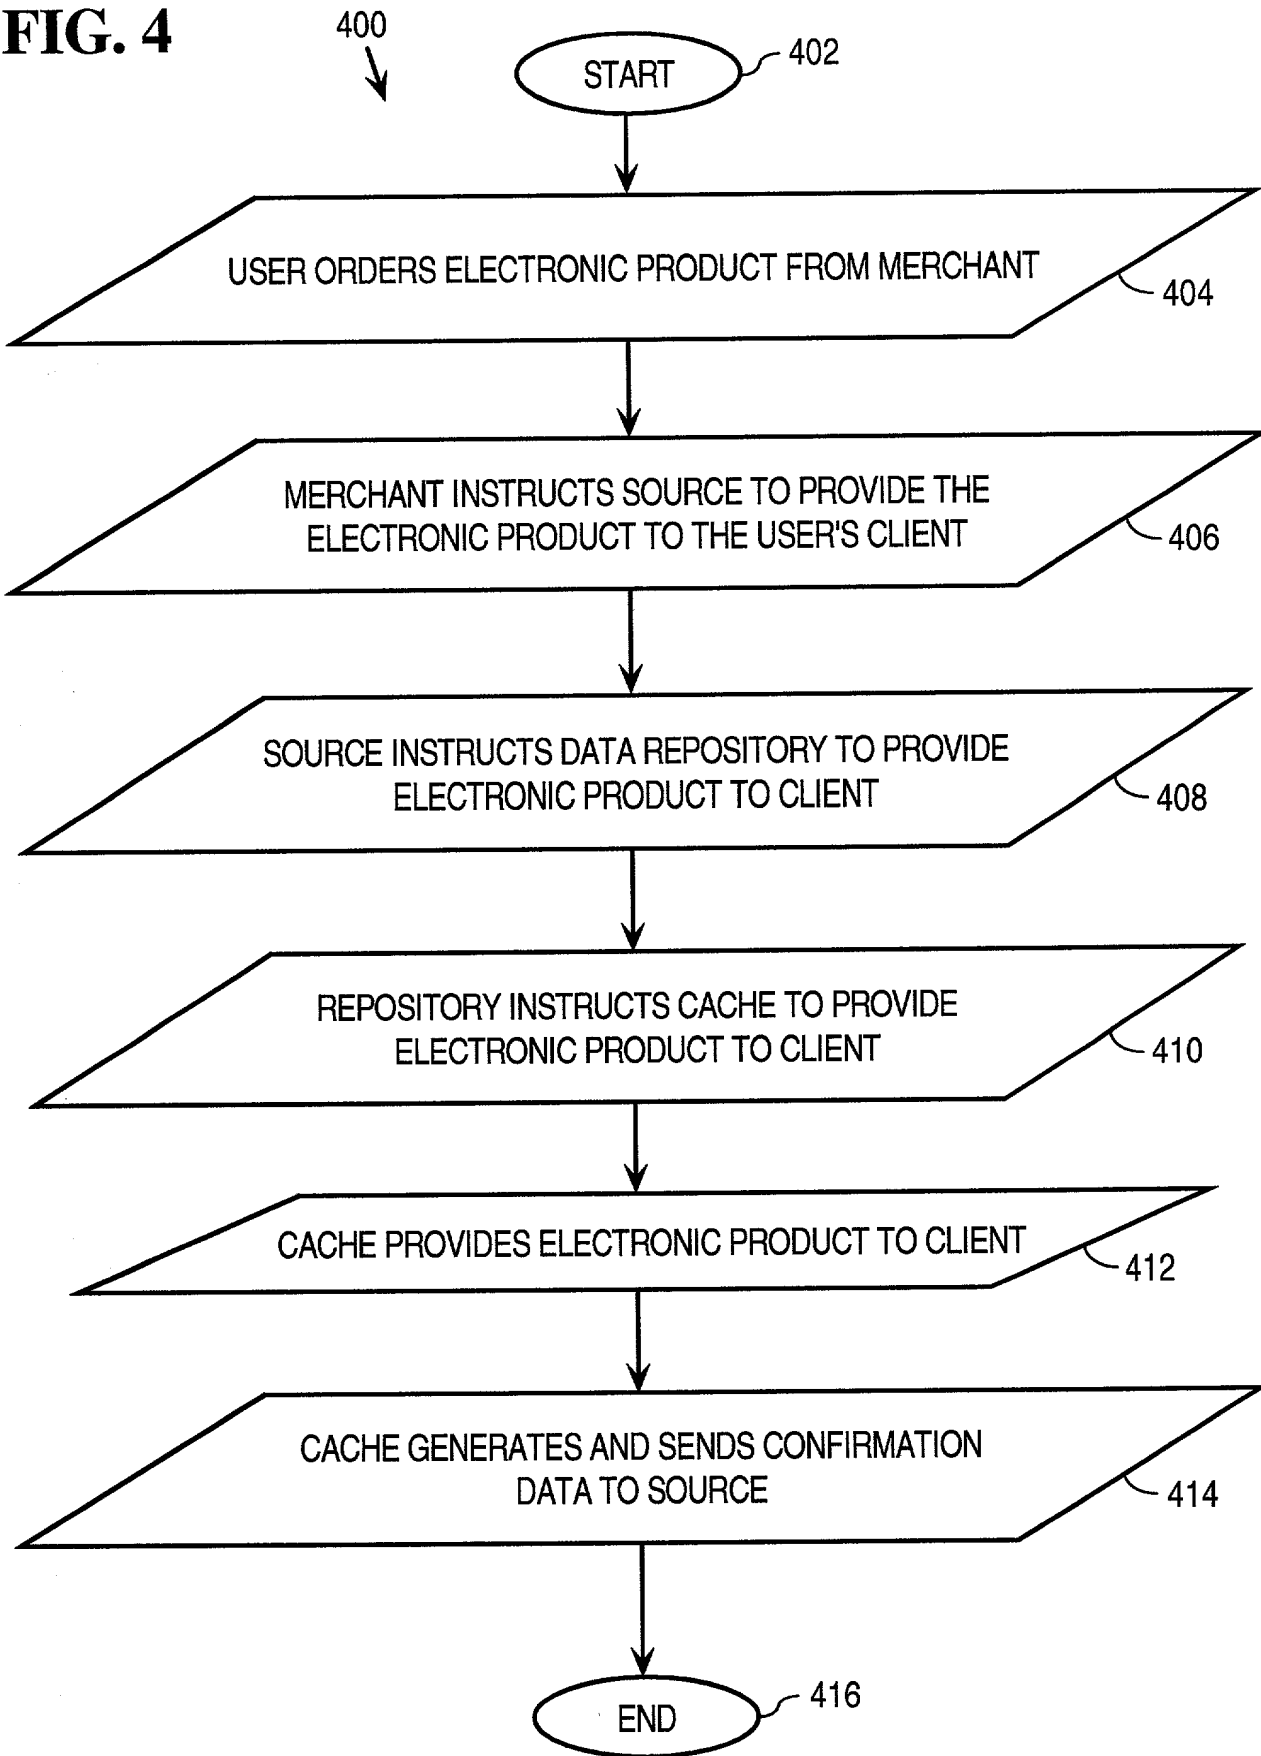 FIG. 4
400
START
402
USER ORDERS ELECTRONIC PRODUCT FROM MERCHANT
404
MERCHANT INSTRUCTS SOURCE TO PROVIDE THE
ELECTRONIC PRODUCT TO THE USER'S CLIENT
406
SOURCE INSTRUCTS DATA REPOSITORY TO PROVIDE
ELECTRONIC PRODUCT TO CLIENT
408
REPOSITORY INSTRUCTS CACHE TO PROVIDE
ELECTRONIC PRODUCT TO CLIENT
410
CACHE PROVIDES ELECTRONIC PRODUCT TO CLIENT
412
CACHE GENERATES AND SENDS CONFIRMATION
DATA TO SOURCE
414
END
416